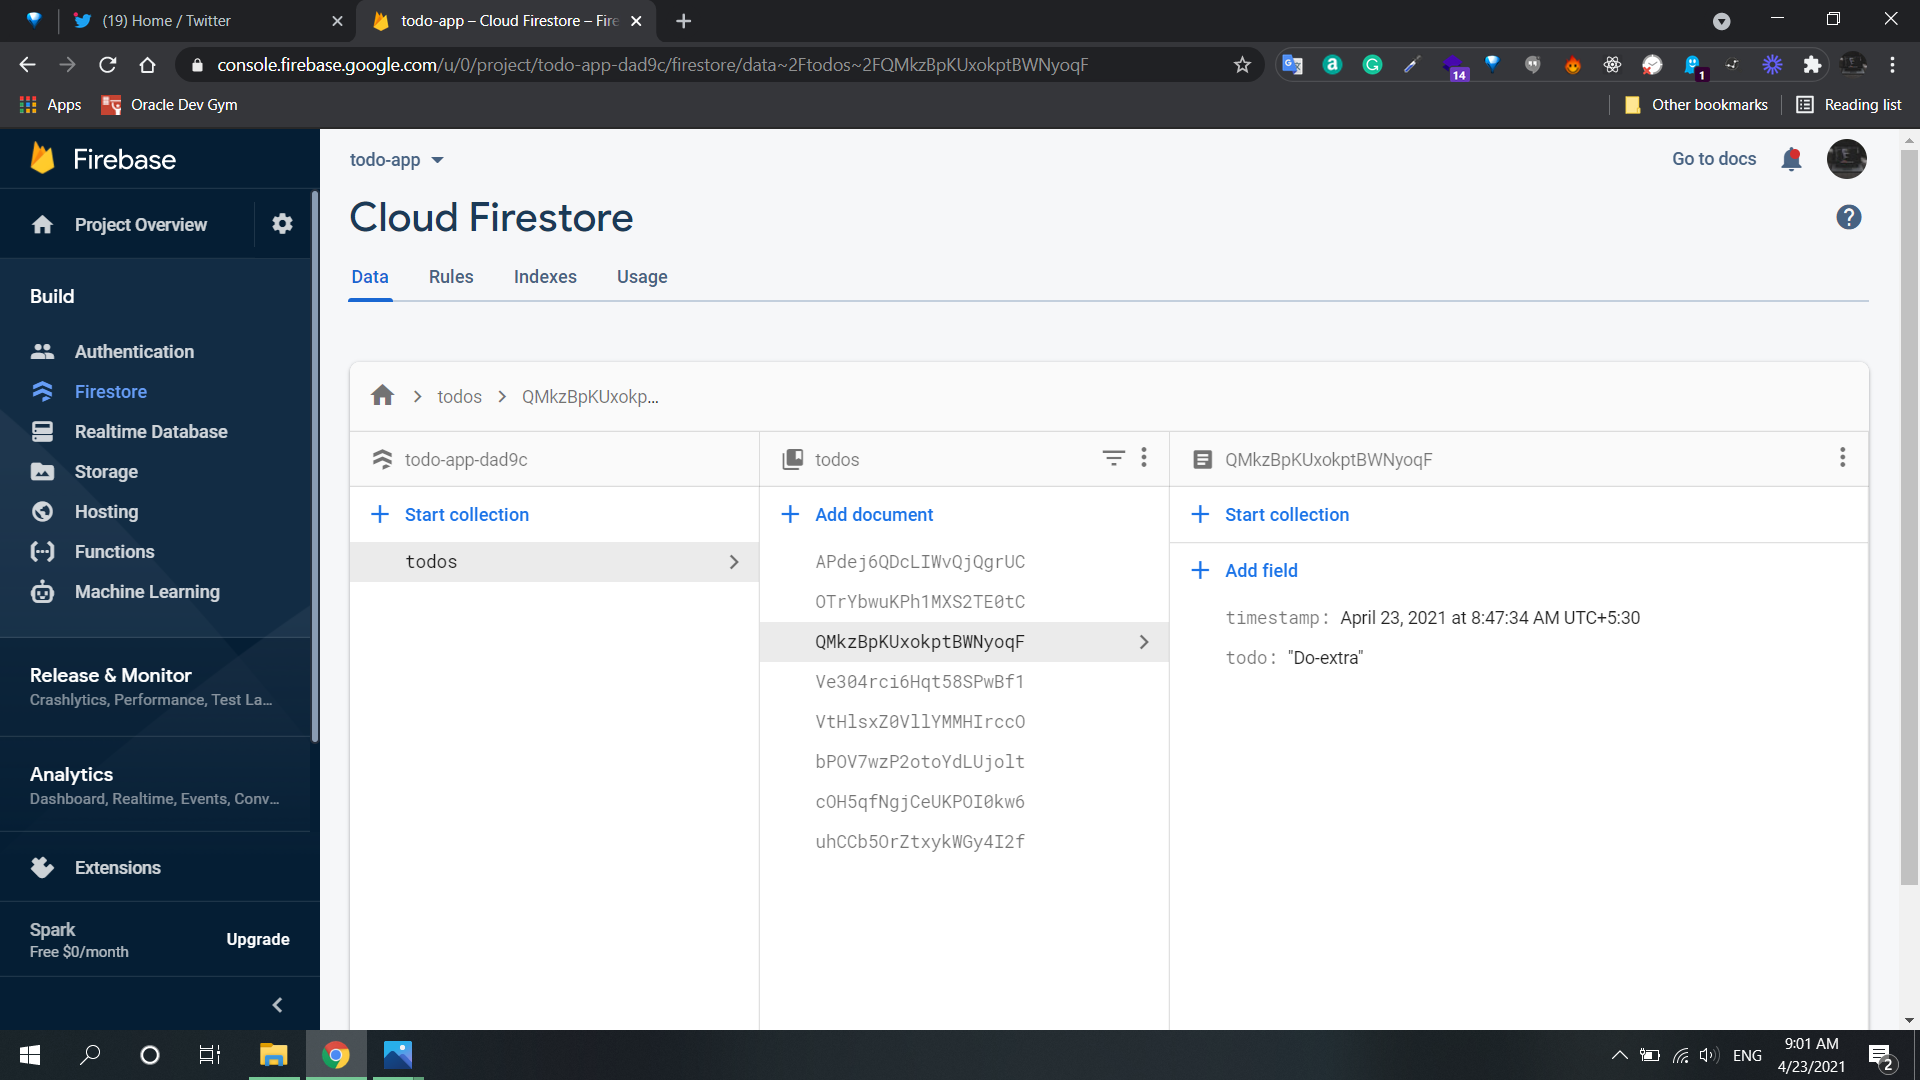 (19) Home / Twitter
todo-app – Cloud Firestore – Fire
console.firebase.google.com/u/0/project/todo-app-dad9c/firestore/data~2Ftodos~2FQMkzBpKUxokptBWNyoqF
14
1
Apps
Oracle Dev Gym
Other bookmarks
Reading list
Firebase
Project Overview
Build
Authentication
Firestore
Realtime Database
Storage
Hosting
Functions
Machine Learning
Release & Monitor
Crashlytics, Performance, Test La...
Analytics
Dashboard, Realtime, Events, Conv...
Extensions
Spark
Free $0/month
Upgrade
todo-app
Go to docs
Cloud Firestore
Data
Rules
Indexes
Usage
todos
QMkzBpKUxokp...
todo-app-dad9c
Start collection
todos
todos
Add document
APdej6QDcLIWvQjQgrUC
OTrYbwuKPh1MXS2TE0tC
QMkzBpKUxokptBWNyoqF
Ve304rci6Hqt58SPwBf1
VtHlsxZ0VllYMMHIrccO
bPOV7wzP2otoYdLUjolt
cOH5qfNgjCeUKPOI0kw6
uhCCb5OrZtxykWGy4I2f
QMkzBpKUxokptBWNyoqF
Start collection
Add field
timestamp: April 23, 2021 at 8:47:34 AM UTC+5:30
todo: "Do-extra"
ENG
9:01 AM
4/23/2021
2